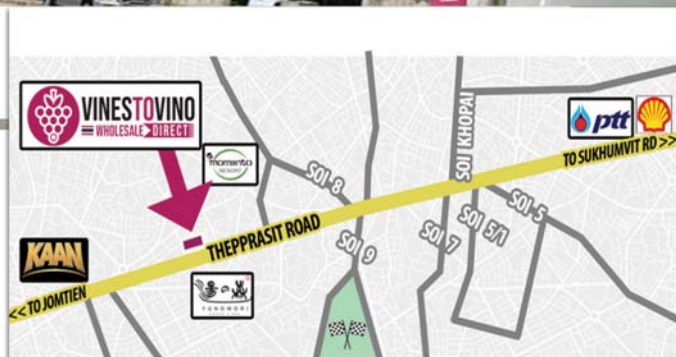 VINESTOVINO
WHOLESALE DIRECT
momento
RESORT
ptt
SOI KHOPAI
TO SUKHUMVIT RD >>
SOI 8
SOI 5
SOI 5/1
SOI 7
SOI 9
THEPPRASIT ROAD
KAAN
<< TO JOMTIEN
YUNOMORI